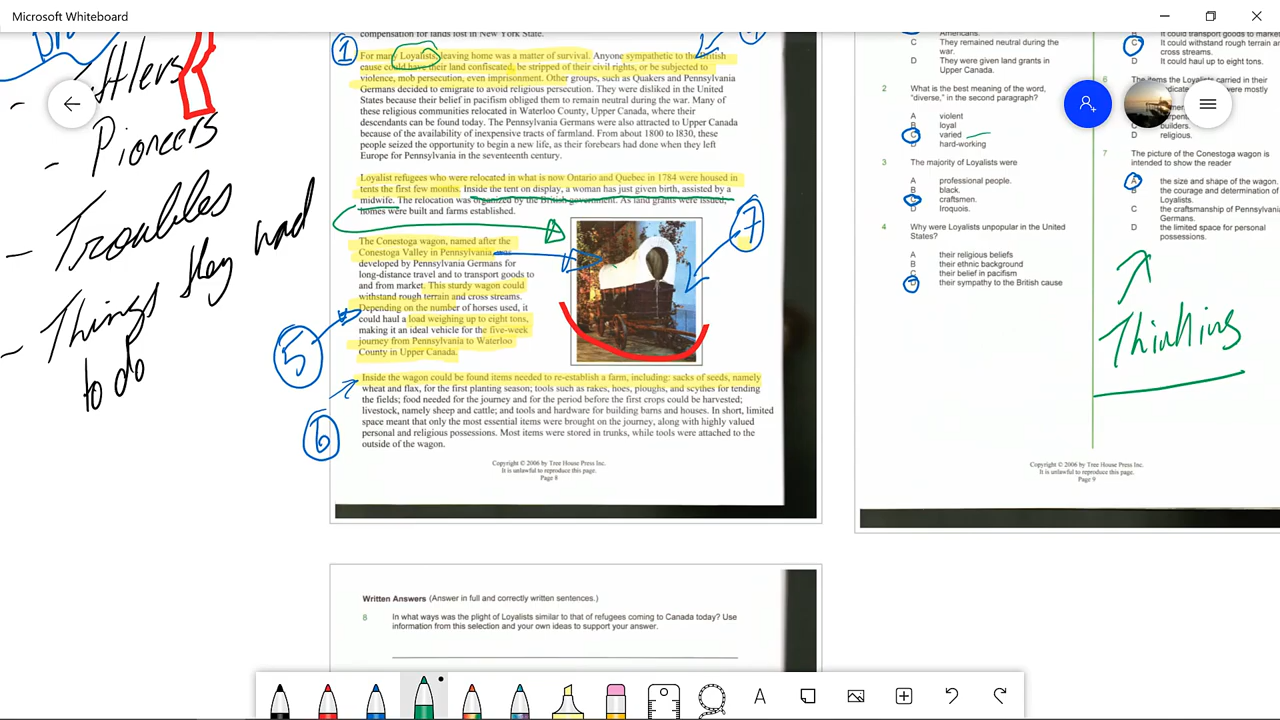 Microsoft Whiteboard
- ttlers
- Pioneers
- Troubles
- Things they had
to do
compensation for lands lost in New York State.
1
For many Loyalists leaving home was a matter of survival. Anyone sympathetic to the British
cause could have their land confiscated, be stripped of their civil rights, or be subjected to
violence, mob persecution, even imprisonment. Other groups, such as Quakers and Pennsylvania
Germans decided to emigrate to avoid religious persecution. They were disliked in the United
States because their belief in pacifism obliged them to remain neutral during the war. Many of
these religious communities relocated in Waterloo County, Upper Canada, where their
descendants can be found today. The Pennsylvania Germans were also attracted to Upper Canada
because of the availability of inexpensive tracts of farmland. From about 1800 to 1830, these
people seized the opportunity to begin a new life, as their forebears had done when they left
Europe for Pennsylvania in the seventeenth century.
Loyalist refugees who were relocated in what is now Ontario and Quebec in 1784 were housed in
tents the first few months. Inside the tent on display, a woman has just given birth, assisted by a
midwife. The relocation was organized by the British government. As land grants were issued,
homes were built and farms established.
The Conestoga wagon, named after the
Conestoga Valley in Pennsylvania, was
developed by Pennsylvania Germans for
long-distance travel and to transport goods to
and from market. This sturdy wagon could
withstand rough terrain and cross streams.
Depending on the number of horses used, it
could haul a load weighing up to eight tons,
making it an ideal vehicle for the five-week
journey from Pennsylvania to Waterloo
County in Upper Canada.
7
5
6
Inside the wagon could be found items needed to re-establish a farm, including: sacks of seeds, namely
wheat and flax, for the first planting season; tools such as rakes, hoes, ploughs, and scythes for tending
the fields; food needed for the journey and for the period before the first crops could be harvested;
livestock, namely sheep and cattle; and tools and hardware for building barns and houses. In short, limited
space meant that only the most essential items were brought on the journey, along with highly valued
personal and religious possessions. Most items were stored in trunks, while tools were attached to the
outside of the wagon.
Copyright © 2006 by Tree House Press Inc.
It is unlawful to reproduce this page.
Page 8
Americans.
C They remained neutral during the
war.
D They were given land grants in
Upper Canada.
2 What is the best meaning of the word,
"diverse," in the second paragraph?
A violent
B loyal
C varied
D hard-working
3 The majority of Loyalists were
A professional people.
B black.
C craftsmen.
D Iroquois.
4 Why were Loyalists unpopular in the United
States?
A their religious beliefs
B their ethnic background
C their belief in pacifism
D their sympathy to the British cause
B It could transport goods to market
C It could withstand rough terrain and
cross streams.
D It could haul up to eight tons.
6 The items the Loyalists carried in their
were mostly
builders.
D religious.
7 The picture of the Conestoga wagon is
intended to show the reader
A the size and shape of the wagon.
B the courage and determination of
Loyalists.
C the craftsmanship of Pennsylvania
Germans.
D the limited space for personal
possessions.
Thinking
Copyright © 2006 by Tree House Press Inc.
It is unlawful to reproduce this page.
Page 9
Written Answers (Answer in full and correctly written sentences.)
8 In what ways was the plight of Loyalists similar to that of refugees coming to Canada today? Use
information from this selection and your own ideas to support your answer.
A